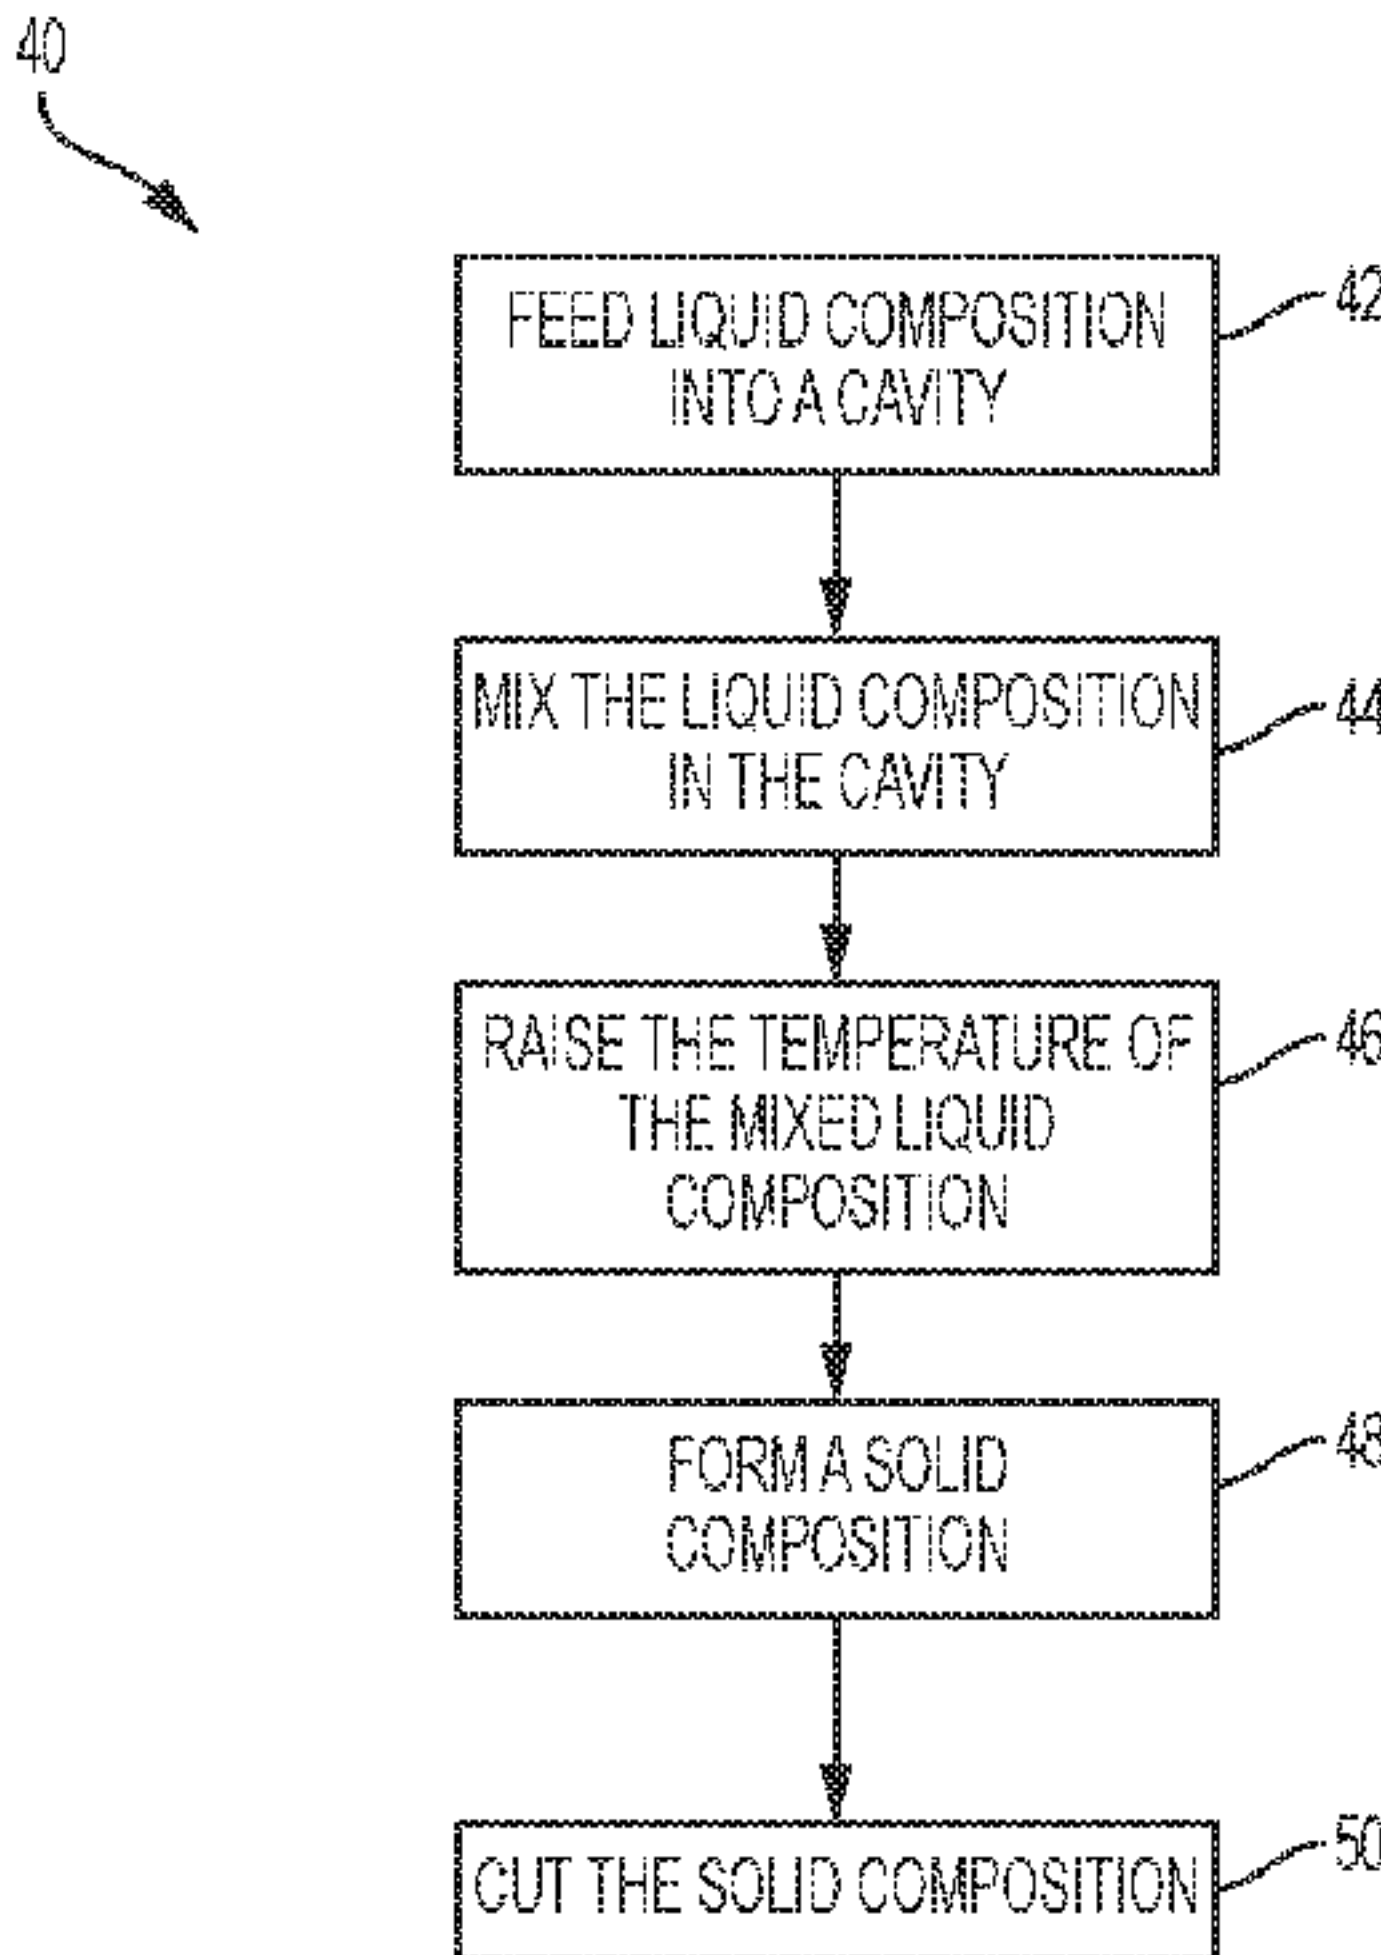 40
FEED LIQUID COMPOSITION
INTO A CAVITY
42
MIX THE LIQUID COMPOSITION
IN THE CAVITY
44
RAISE THE TEMPERATURE OF
THE MIXED LIQUID
COMPOSITION
46
FORM A SOLID
COMPOSITION
48
CUT THE SOLID COMPOSITION
50